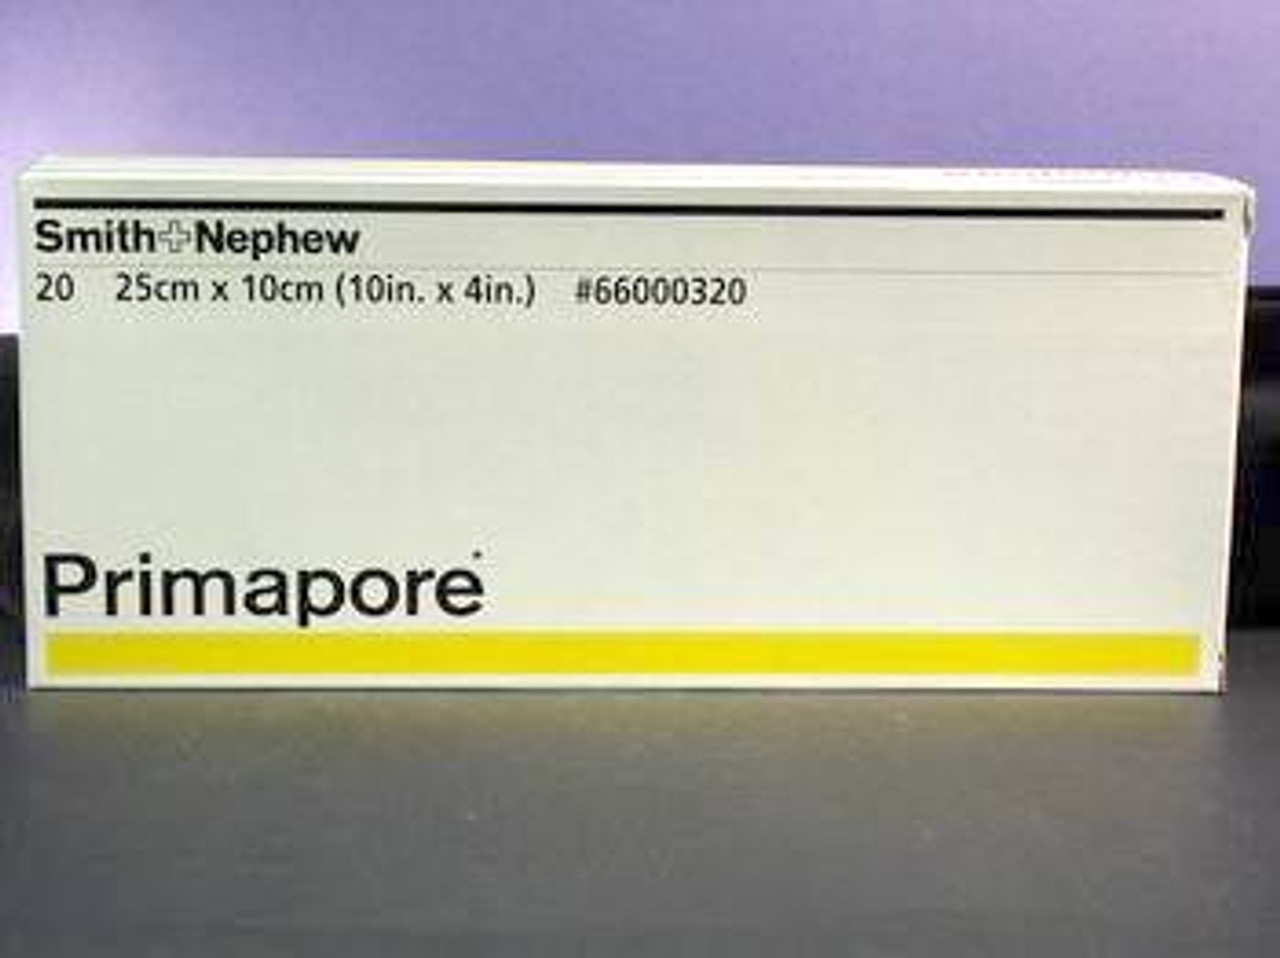 Smith+Nephew
20 25cm x 10cm (10in. x 4in.) #66000320
Primapore